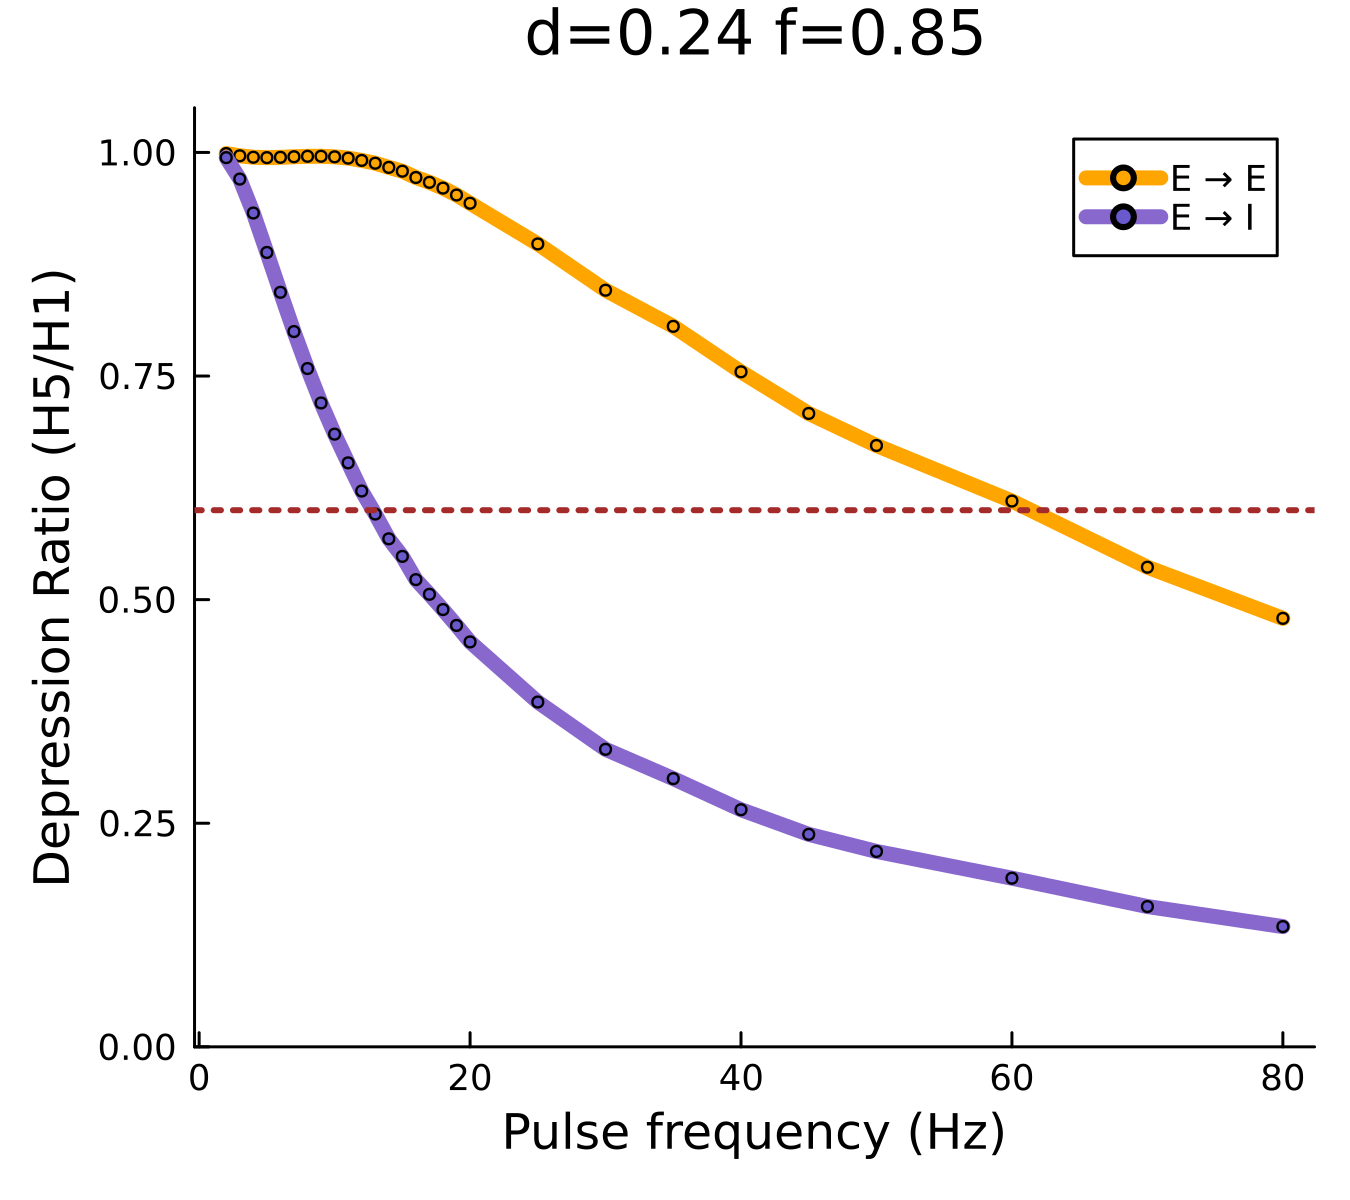 d=0.24 f=0.85
Depression Ratio (H5/H1)
1.00
0.75
0.50
0.25
0.00
E → E
E → I
0 20 40 60 80
Pulse frequency (Hz)